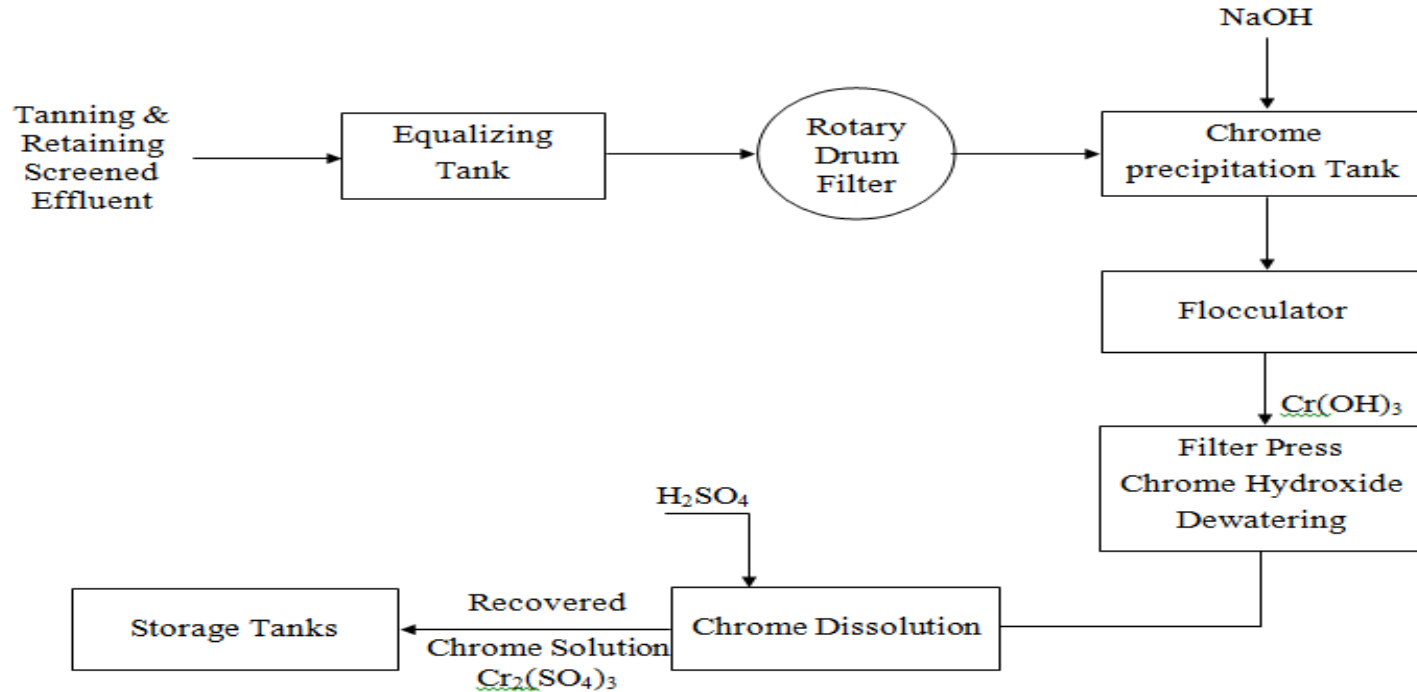 NaOH
Tanning &
Retaining
Screened
Effluent
Equalizing
Tank
Rotary
Drum
Filter
Chrome
precipitation Tank
Flocculator
Cr(OH)₃
Filter Press
Chrome Hydroxide
Dewatering
H₂SO₄
Chrome Dissolution
Recovered
Chrome Solution
Cr₂(SO₄)₃
Storage Tanks